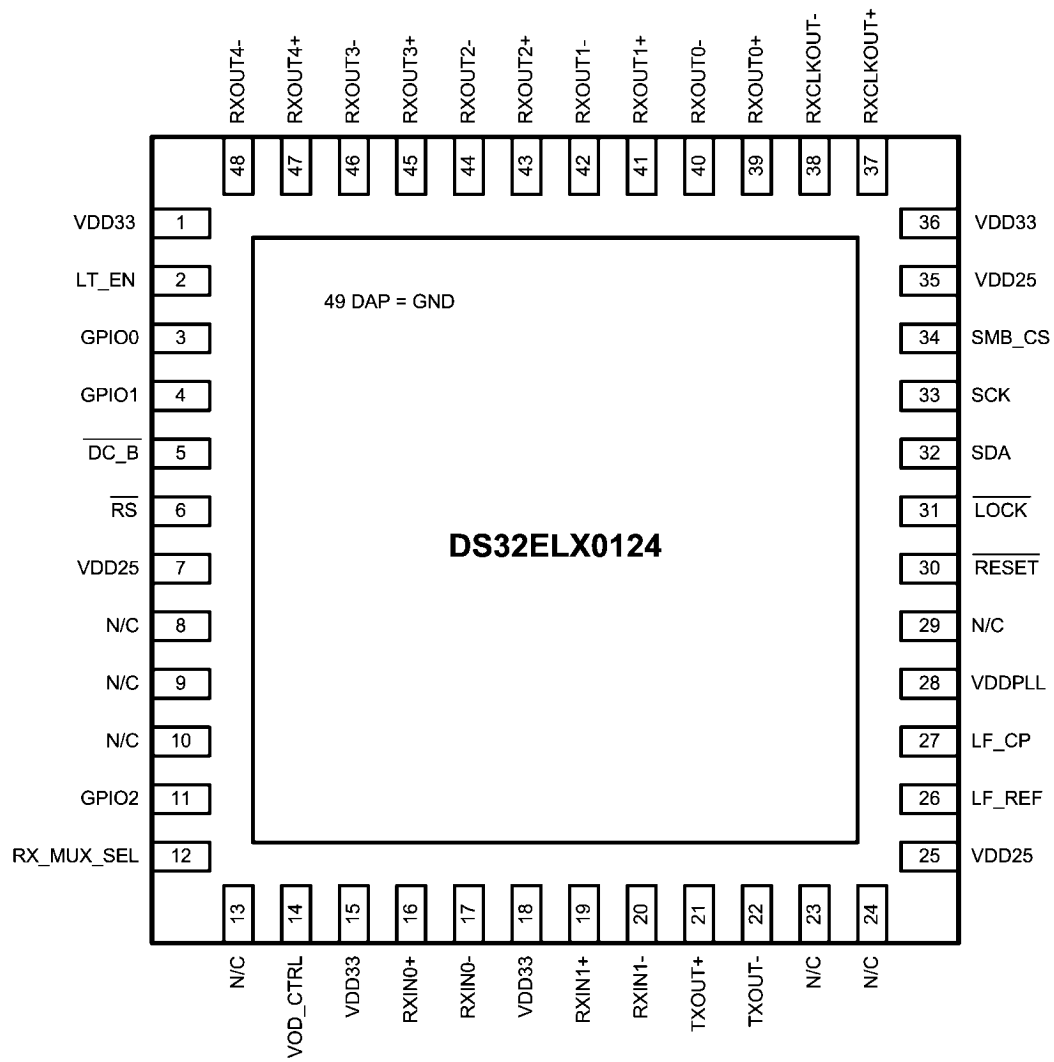 RXOUT4-
RXOUT4+
RXOUT3-
RXOUT3+
RXOUT2-
RXOUT2+
RXOUT1-
RXOUT1+
RXOUT0-
RXOUT0+
RXCLKOUT-
RXCLKOUT+
48 47 46 45 44 43 42 41 40 39 38 37
VDD33 1 36 VDD33
LT_EN 2 35 VDD25
49 DAP = GND
GPIO0 3 34 SMB_CS
GPIO1 4 33 SCK
DC_B 5 32 SDA
RS 6 31 LOCK
DS32ELX0124
VDD25 7 30 RESET
N/C 8 29 N/C
N/C 9 28 VDDPLL
N/C 10 27 LF_CP
GPIO2 11 26 LF_REF
RX_MUX_SEL 12 25 VDD25
13 14 15 16 17 18 19 20 21 22 23 24
N/C
VOD_CTRL
VDD33
RXIN0+
RXIN0-
VDD33
RXIN1+
RXIN1-
TXOUT+
TXOUT-
N/C
N/C